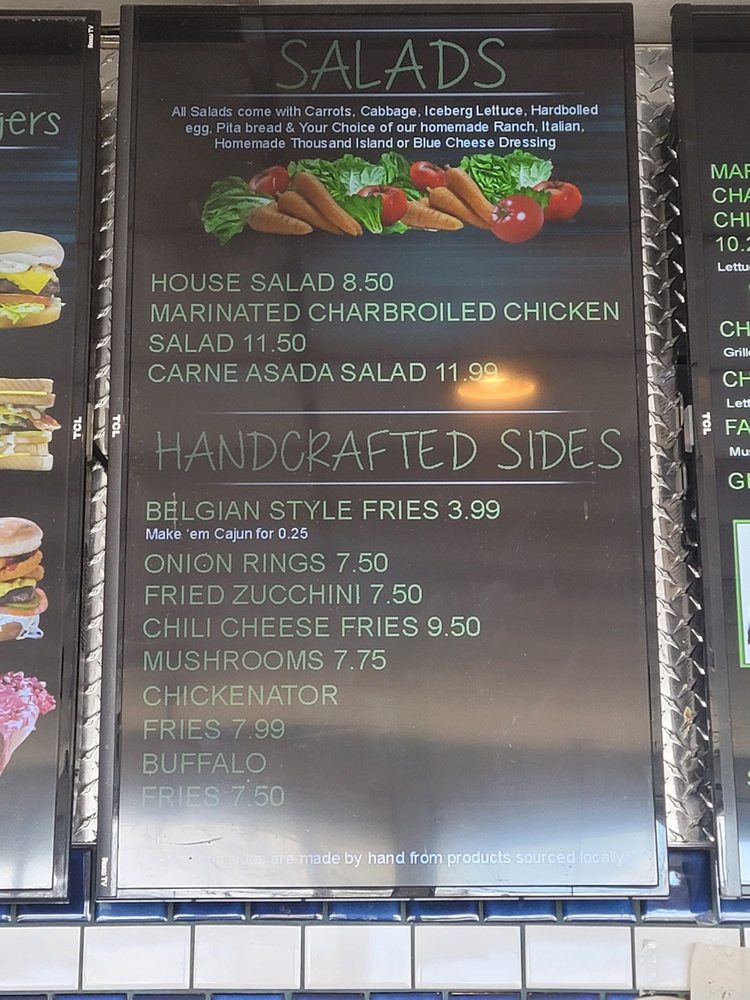 gers
SALADS
All Salads come with Carrots, Cabbage, Iceberg Lettuce, Hardbolled
egg, Pita bread & Your Choice of our homemade Ranch, Italian,
Homemade Thousand Island or Blue Cheese Dressing
HOUSE SALAD 8.50
MARINATED CHARBROILED CHICKEN
SALAD 11.50
CARNE ASADA SALAD 11.99
HANDCRAFTED SIDES
BELGIAN STYLE FRIES 3.99
Make 'em Cajun for 0.25
ONION RINGS 7.50
FRIED ZUCCHINI 7.50
CHILI CHEESE FRIES 9.50
MUSHROOMS 7.75
CHICKENATOR
FRIES 7.99
BUFFALO
FRIES 7.50
sides are made by hand from products sourced locally
MAR
CHA
CHI
10.2
Lettu
CH
Grille
CH
Lett
FA
Mus
TCL
TCL
TCL
Roku TV
Roku TV